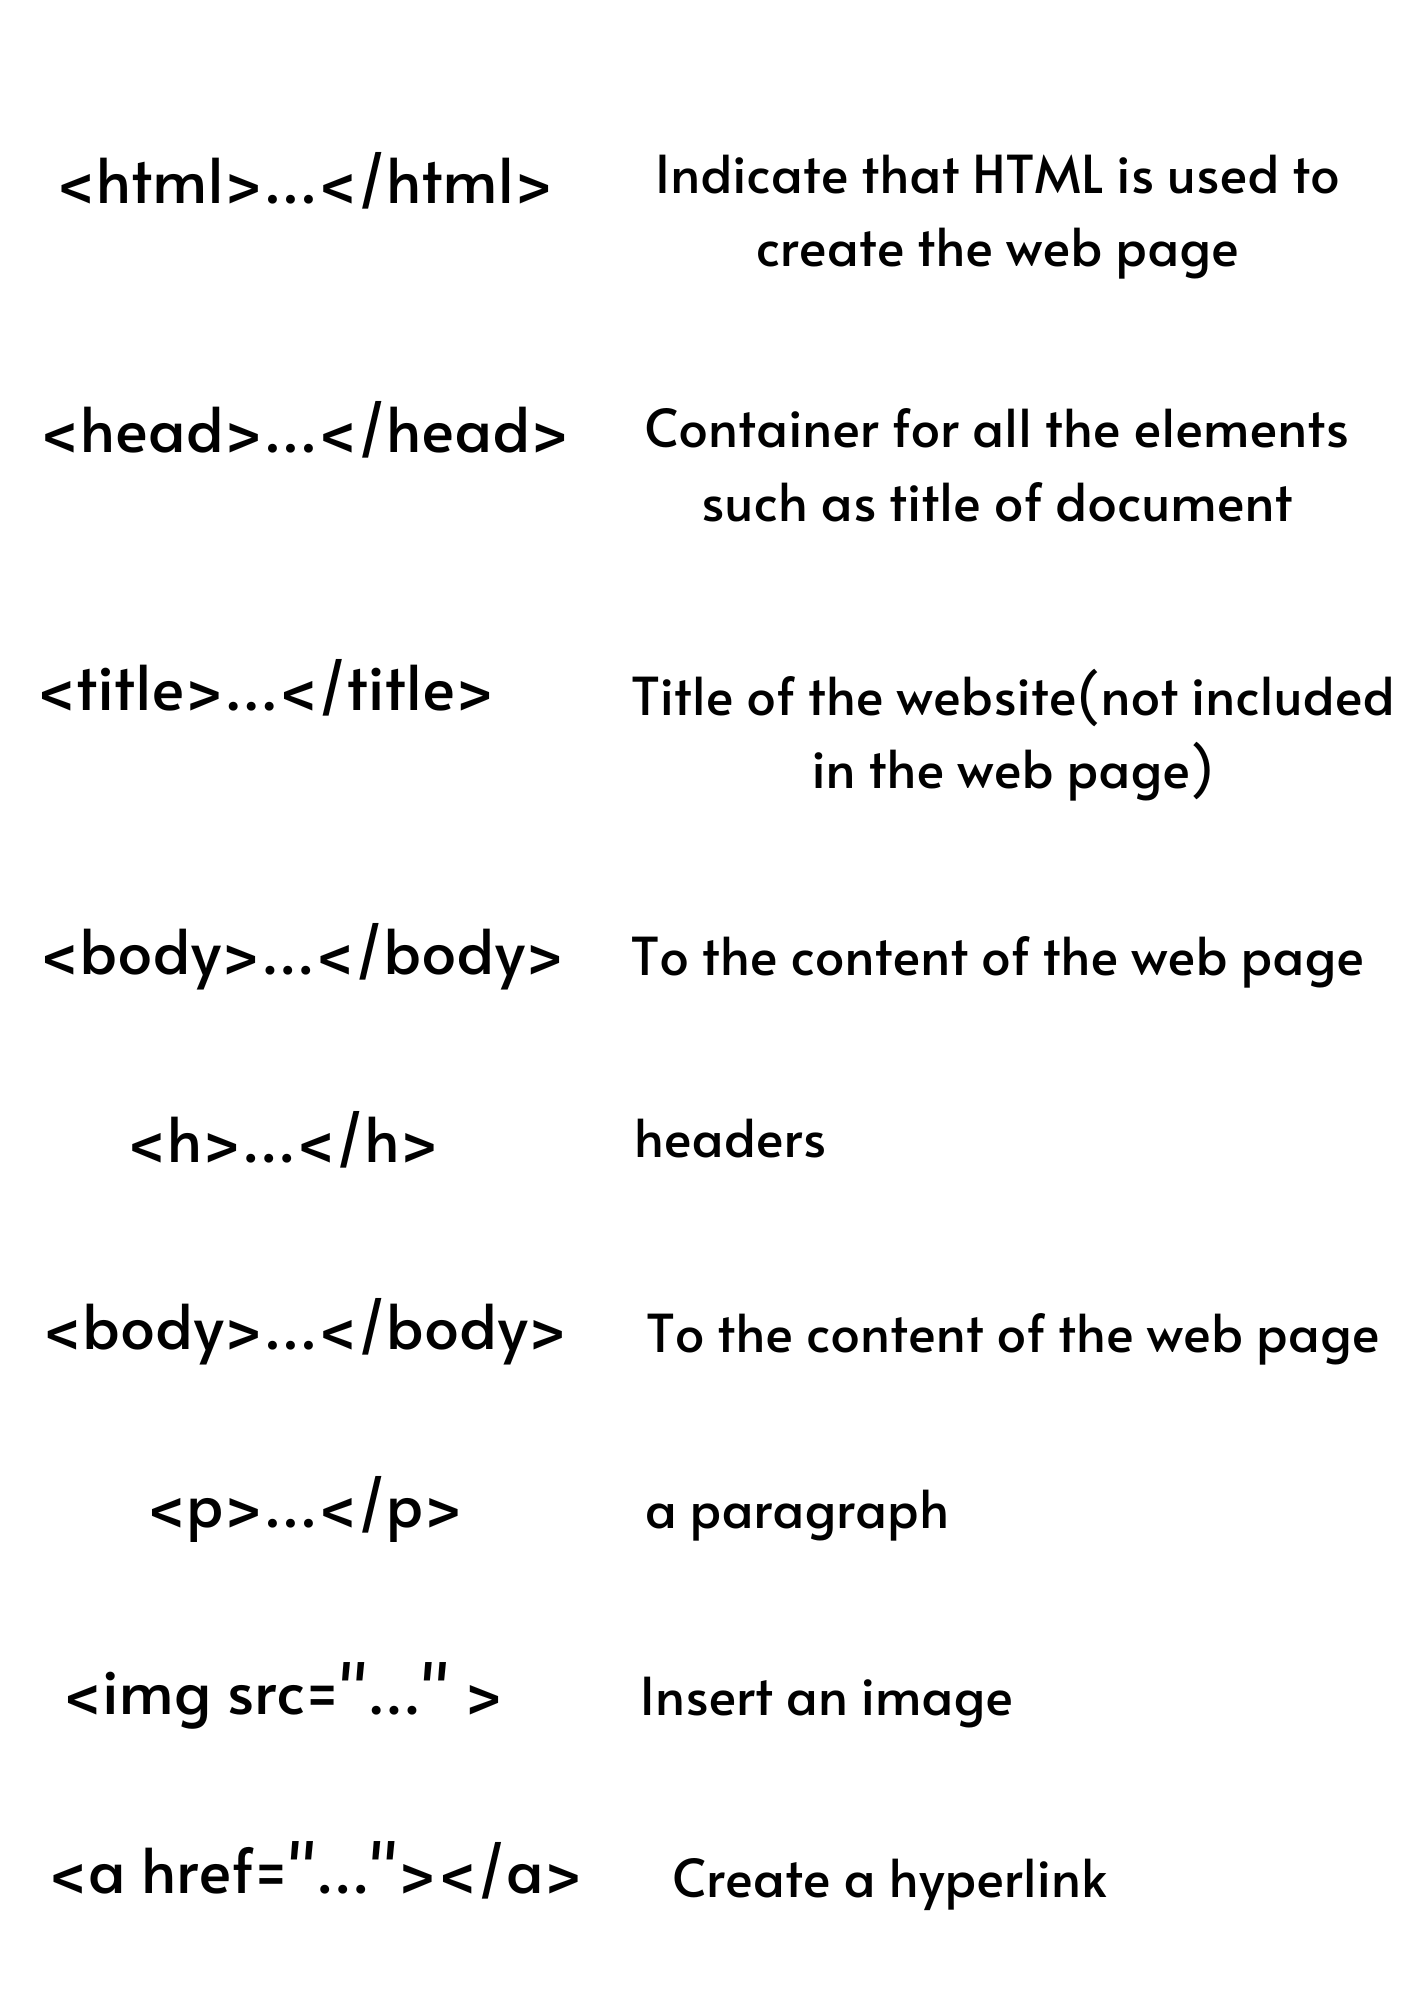 <html>...</html> Indicate that HTML is used to
create the web page
<head>...</head> Container for all the elements
such as title of document
<title>...</title> Title of the website(not included
in the web page)
<body>...</body> To the content of the web page
<h>...</h> headers
<body>...</body> To the content of the web page
<p>...</p> a paragraph
<img src="..." > Insert an image
<a href="..."></a> Create a hyperlink